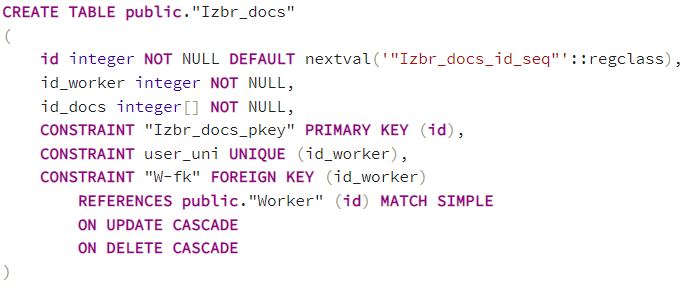 CREATE TABLE public."Izbr_docs"
(
    id integer NOT NULL DEFAULT nextval('"Izbr_docs_id_seq"'::regclass),
    id_worker integer NOT NULL,
    id_docs integer[] NOT NULL,
    CONSTRAINT "Izbr_docs_pkey" PRIMARY KEY (id),
    CONSTRAINT user_uni UNIQUE (id_worker),
    CONSTRAINT "W-fk" FOREIGN KEY (id_worker)
        REFERENCES public."Worker" (id) MATCH SIMPLE
        ON UPDATE CASCADE
        ON DELETE CASCADE
)